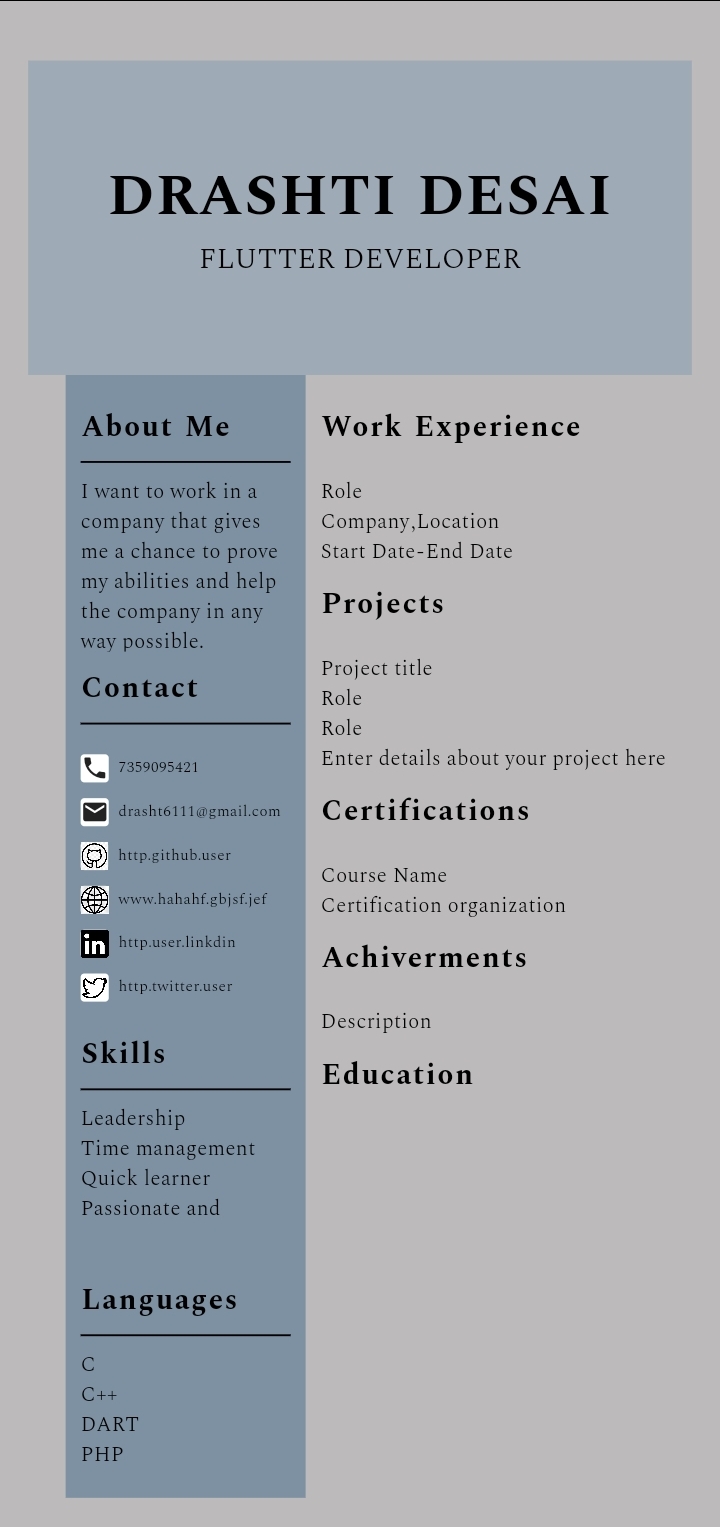 DRASHTI DESAI
FLUTTER DEVELOPER
About Me
I want to work in a
company that gives
me a chance to prove
my abilities and help
the company in any
way possible.
Contact
7359095421
drasht6111@gmail.com
http.github.user
www.hahahf.gbjsf.jef
http.user.linkdin
http.twitter.user
Skills
Leadership
Time management
Quick learner
Passionate and
Languages
C
C++
DART
PHP
Work Experience
Role
Company,Location
Start Date-End Date
Projects
Project title
Role
Role
Enter details about your project here
Certifications
Course Name
Certification organization
Achiverments
Description
Education